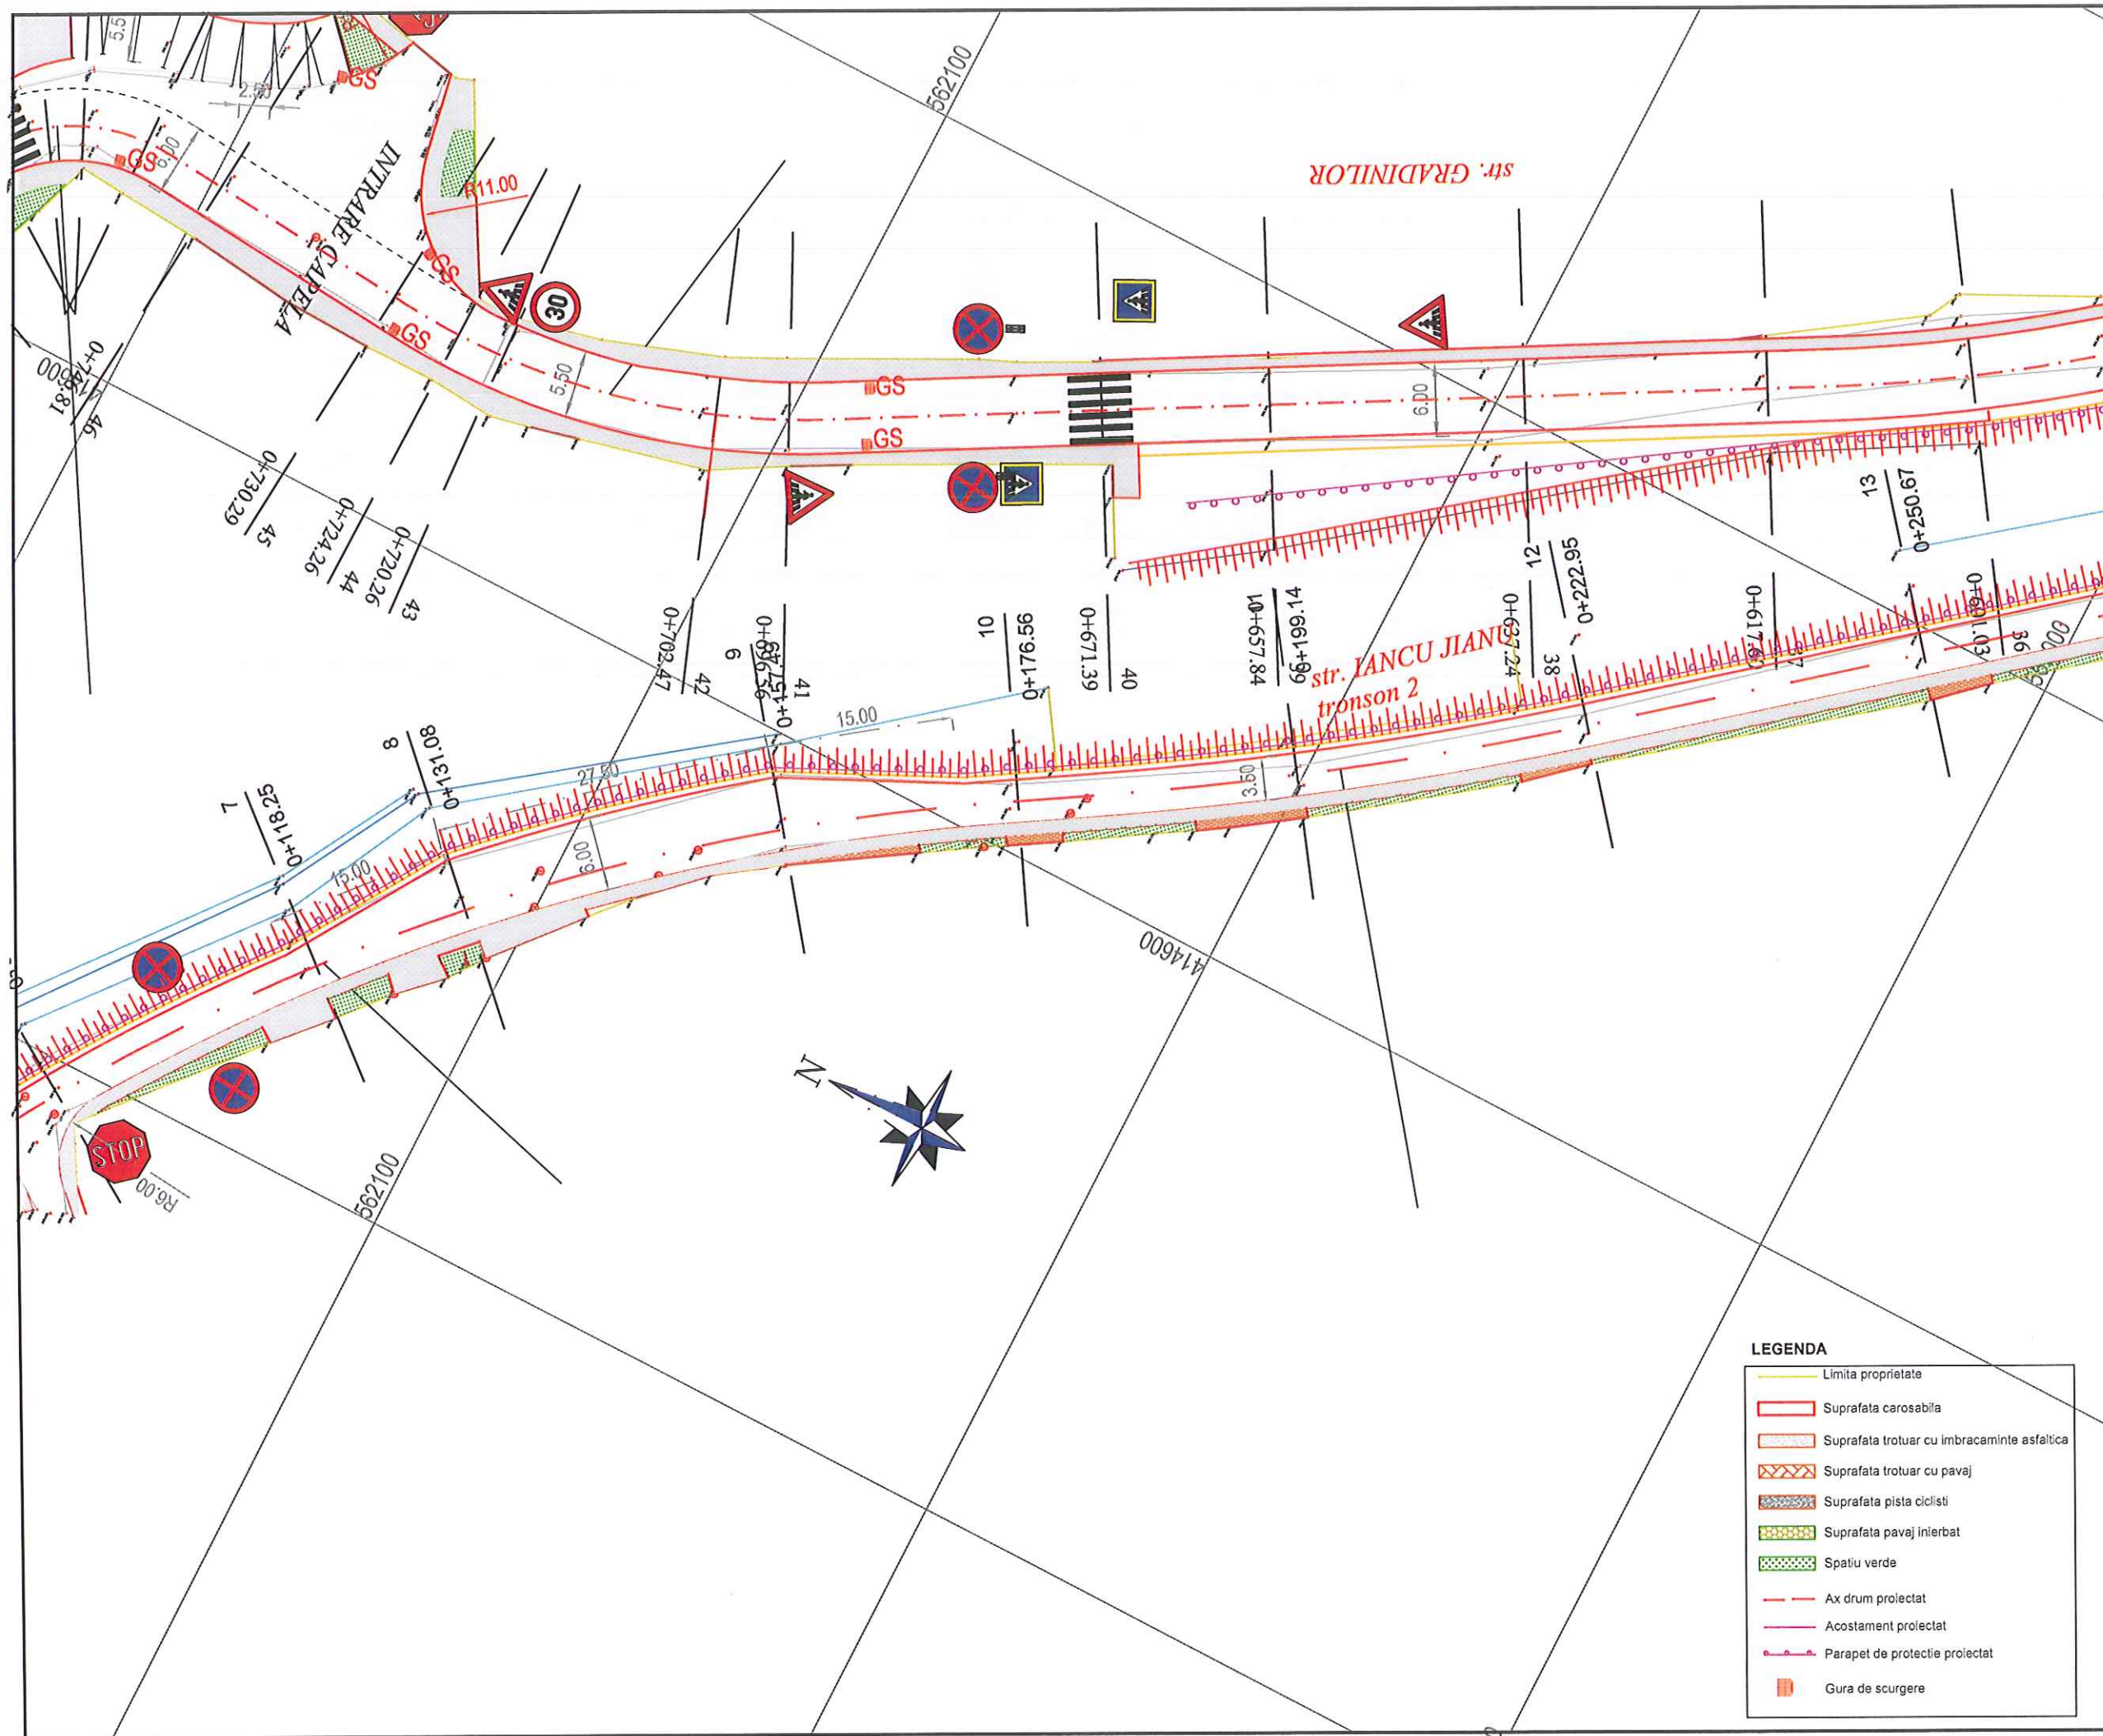 5.5
GS
2.50
GS
6.00
INTRARE CAPELA
R11.00
GS
GS
30
562100
str. GRADINILOR
5.50
GS
GS
6.00
0+746.81
46
0+730.29
45
0+724.26
44
0+720.26
43
0+702.47
42
41
9
10
0+176.56
0+671.39
40
0+657.84
0+199.14
str. IANCU JIANU
tronson 2
0+637.24
38
12
0+222.95
13
0+250.67
0+601.03
36
15.00
8
0+131.08
7
0+118.25
27.50
15.00
6.00
3.50
414600
N
STOP
R6.00
562100
LEGENDA
Limita proprietate
Suprafata carosabila
Suprafata trotuar cu imbracaminte asfaltica
Suprafata trotuar cu pavaj
Suprafata pista ciclisti
Suprafata pavaj inierbat
Spatiu verde
Ax drum proiectat
Acostament proiectat
Parapet de protectie proiectat
Gura de scurgere